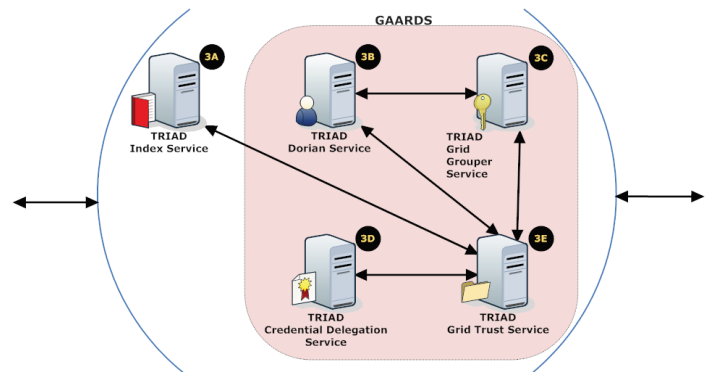 GAARDS
3A
3B
3C
TRIAD
Index Service
TRIAD
Dorian Service
TRIAD
Grid
Grouper
Service
3D
3E
TRIAD
Credential Delegation
Service
TRIAD
Grid Trust Service